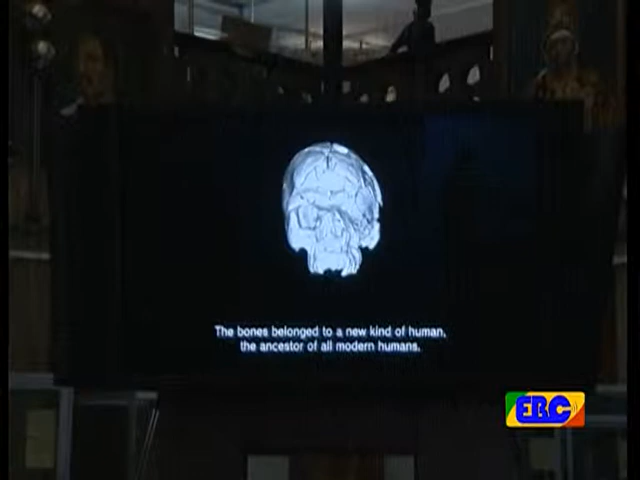 The bones belonged to a new kind of human,
the ancestor of all modern humans.
EBC